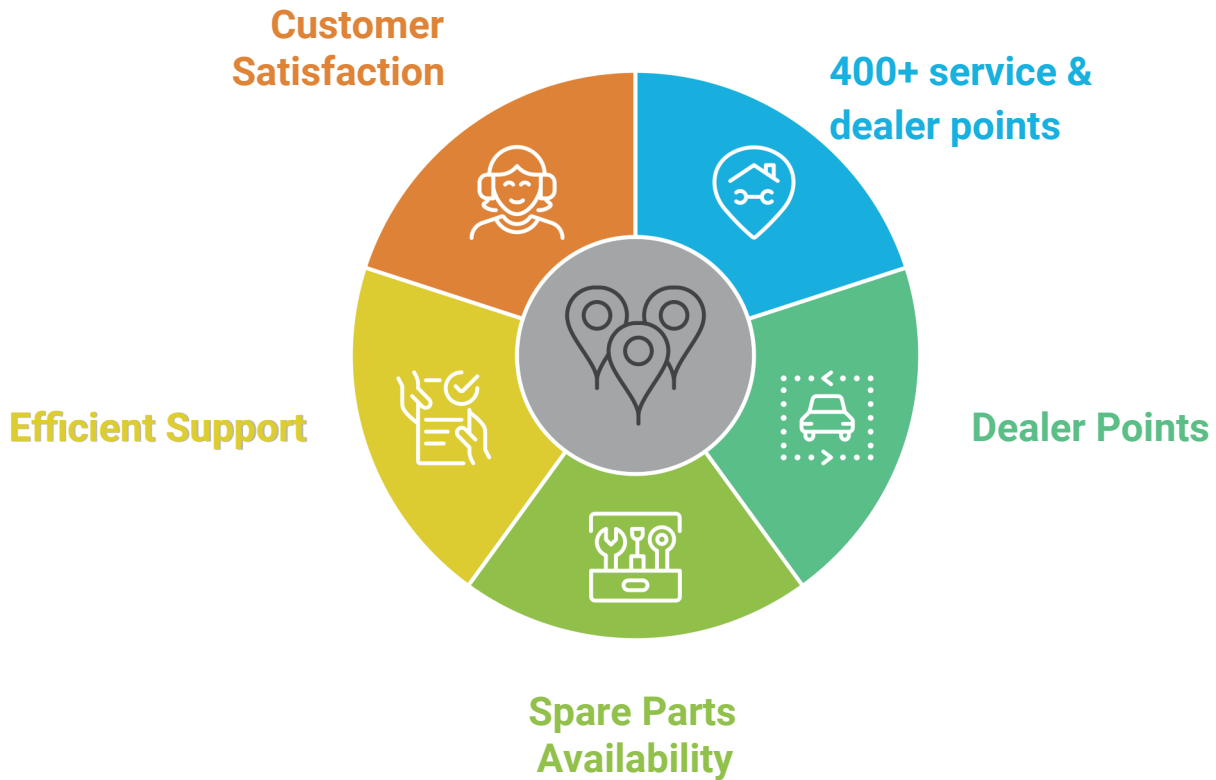 Customer
Satisfaction
400+ service &
dealer points
Efficient Support
Dealer Points
Spare Parts
Availability